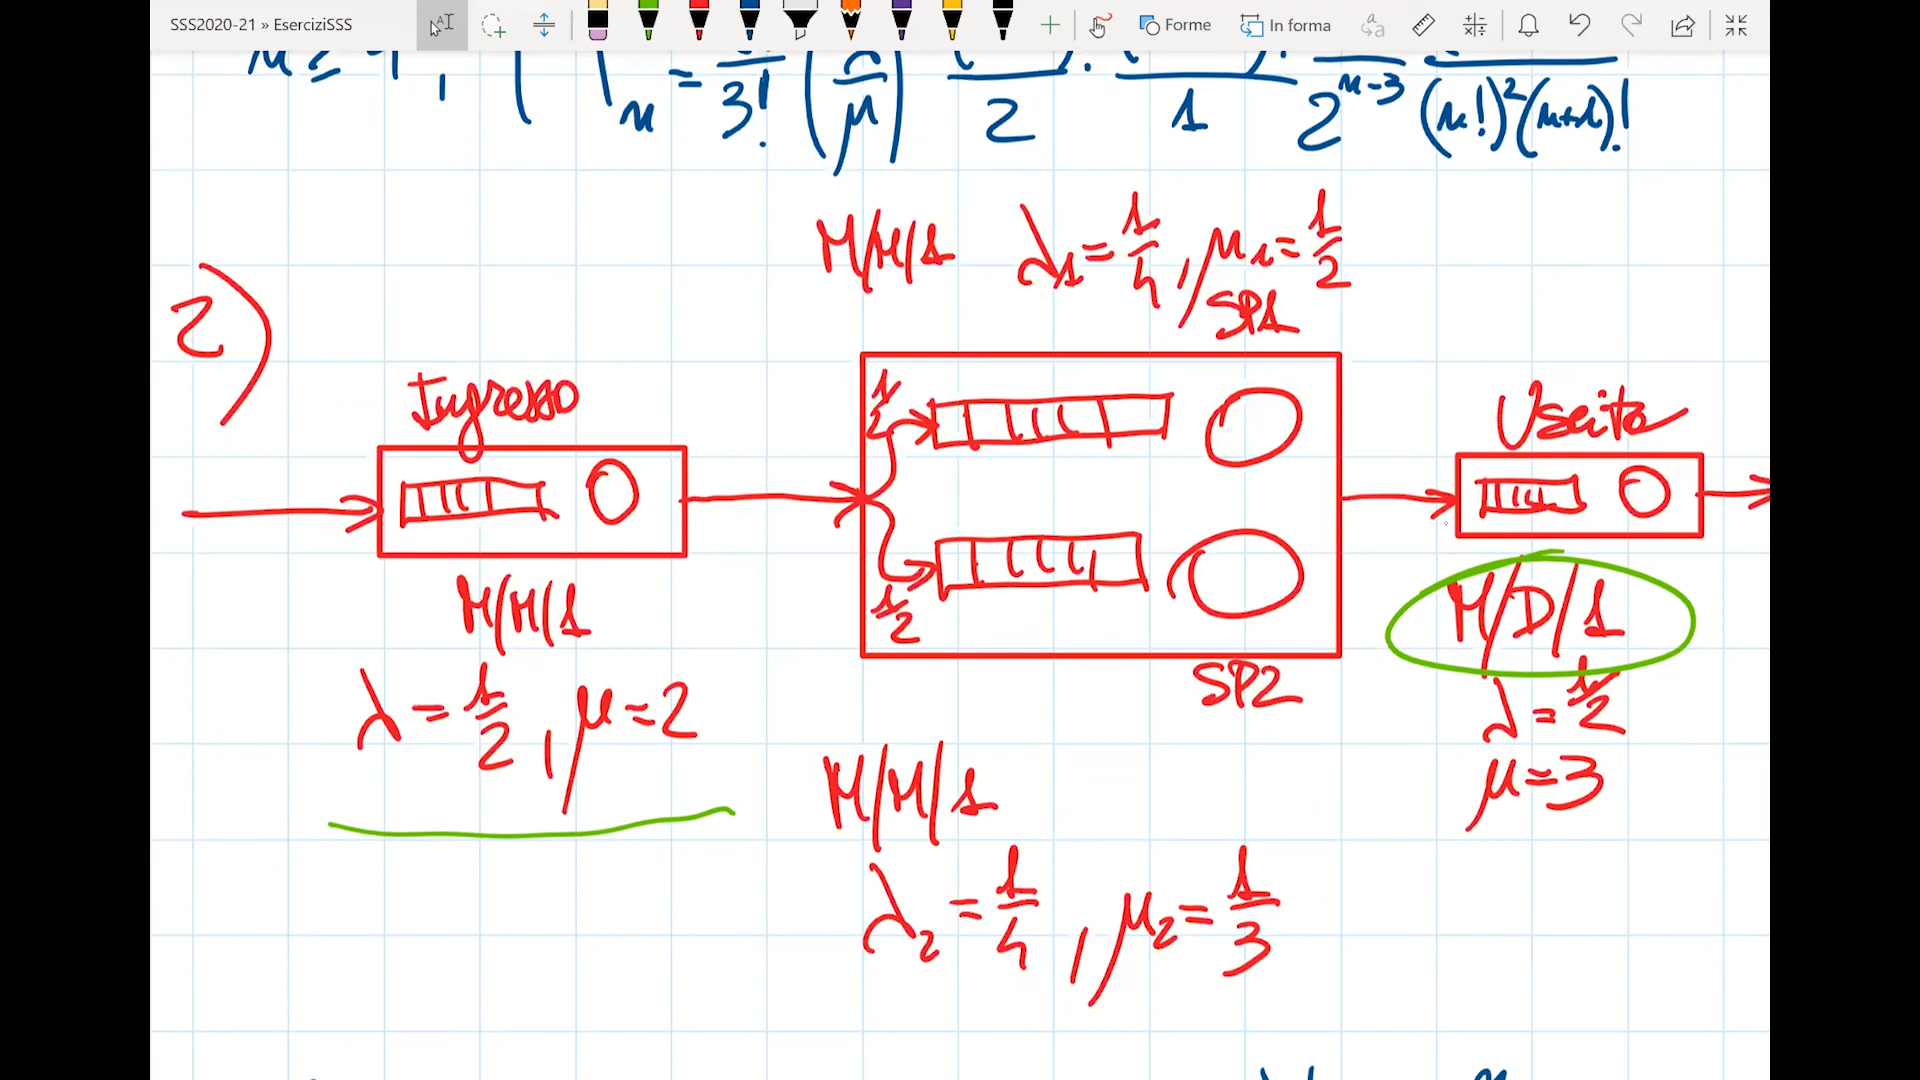 SSS2020-21 » EserciziSSS
Forme
In forma
n = 3! (λ/μ) 2 · 1 · 2^{n-3} (n!)²(n+1)!
M/M/1 λ₁ = 1/4, μ₁ = 1/2
SP1
2)
Ingresso
Uscita
1/2
1/2
M/M/1
M/D/1
λ = 1/2, μ = 2
SP2
λ = 1/2
μ = 3
M/M/1
λ₂ = 1/4, μ₂ = 1/3